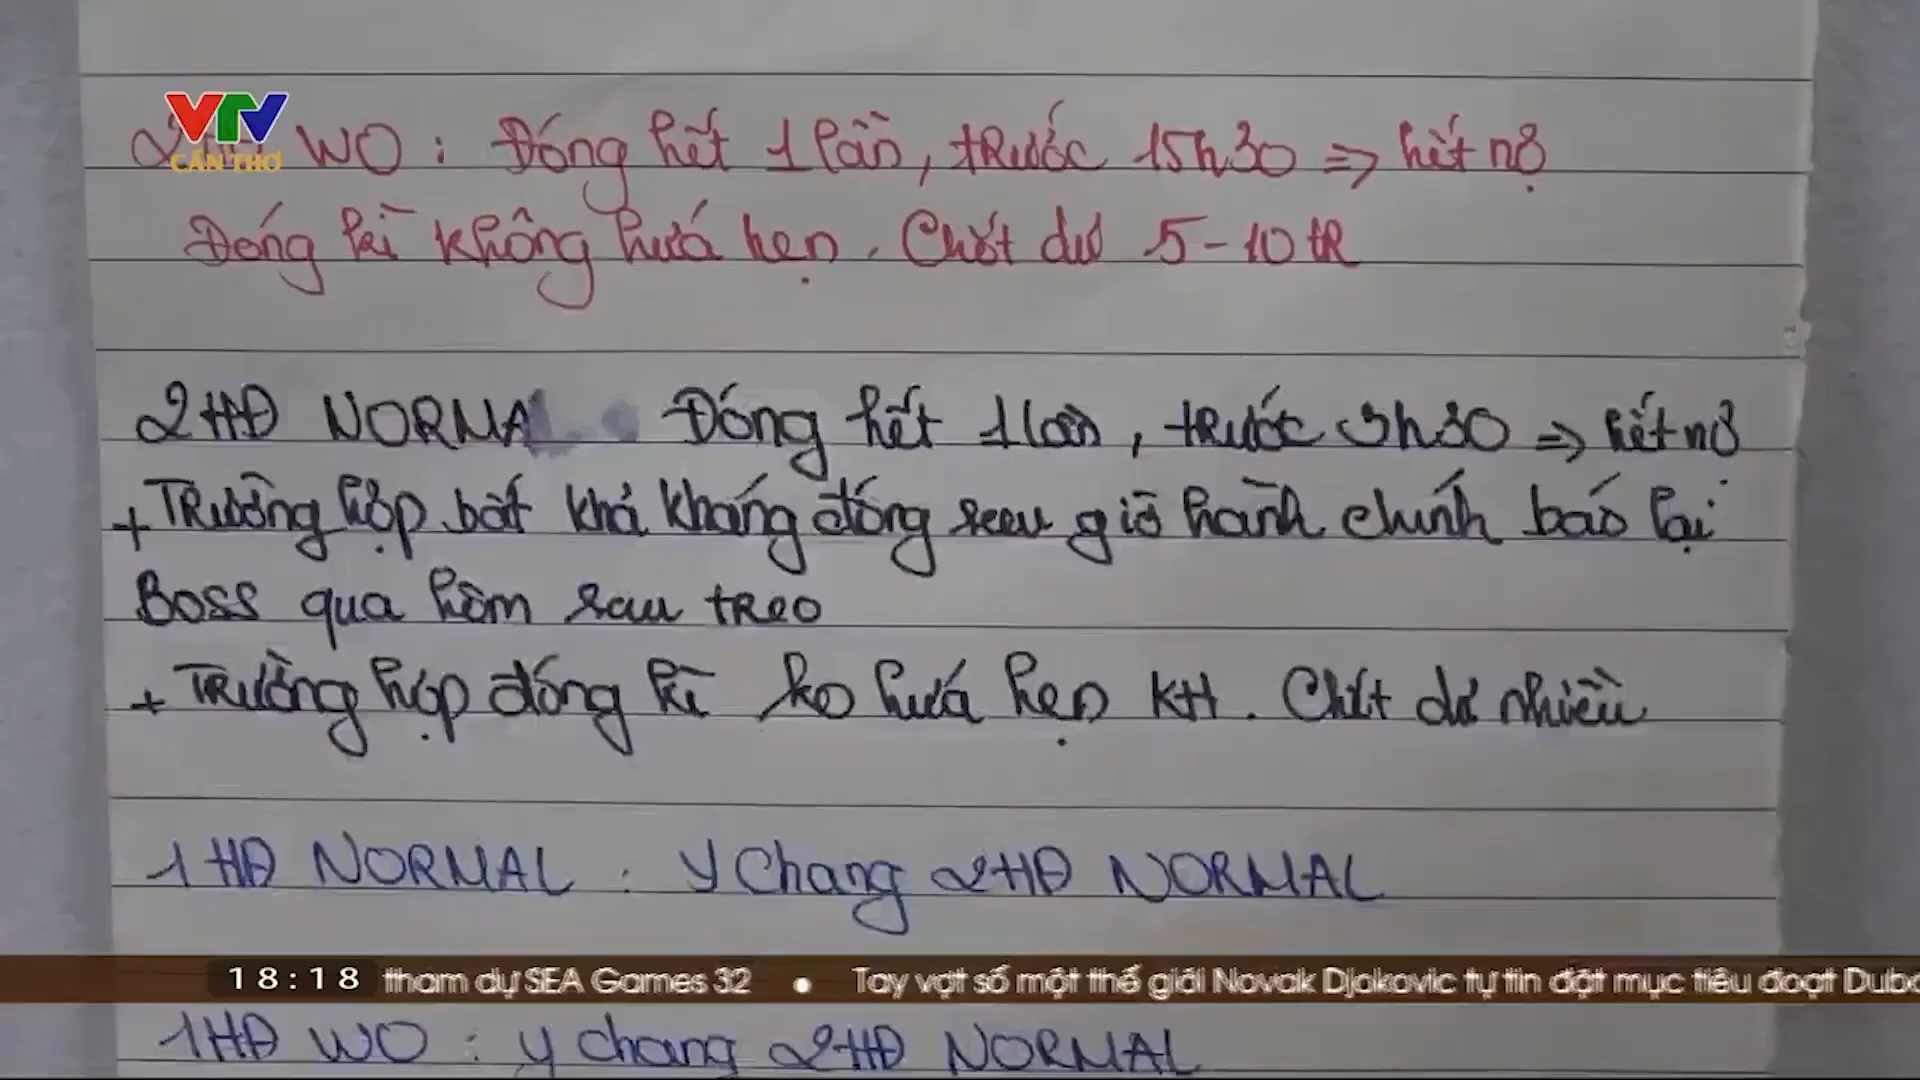 VTV
CẦN THƠ
2HĐ WO : Đóng hết 1 lần, trước 15h30 => hết nợ
Đóng kì không hứa hẹn. Chốt dư 5-10tr
2HĐ NORMAL Đóng hết 1 lần, trước 3h30 => hết nợ
+ Trường hợp bất khả kháng đóng sau giờ hành chính báo lại
Boss qua hôm sau treo
+ Trường hợp đóng kì ko hứa hẹn KH. Chốt dư nhiều
1HĐ NORMAL : Y Chang 2HĐ NORMAL
18:18 tham dự SEA Games 32 • Tay vợt số một thế giới Novak Djokovic tự tin đặt mục tiêu đoạt Duba
1HĐ WO : Y chang 2HĐ NORMAL